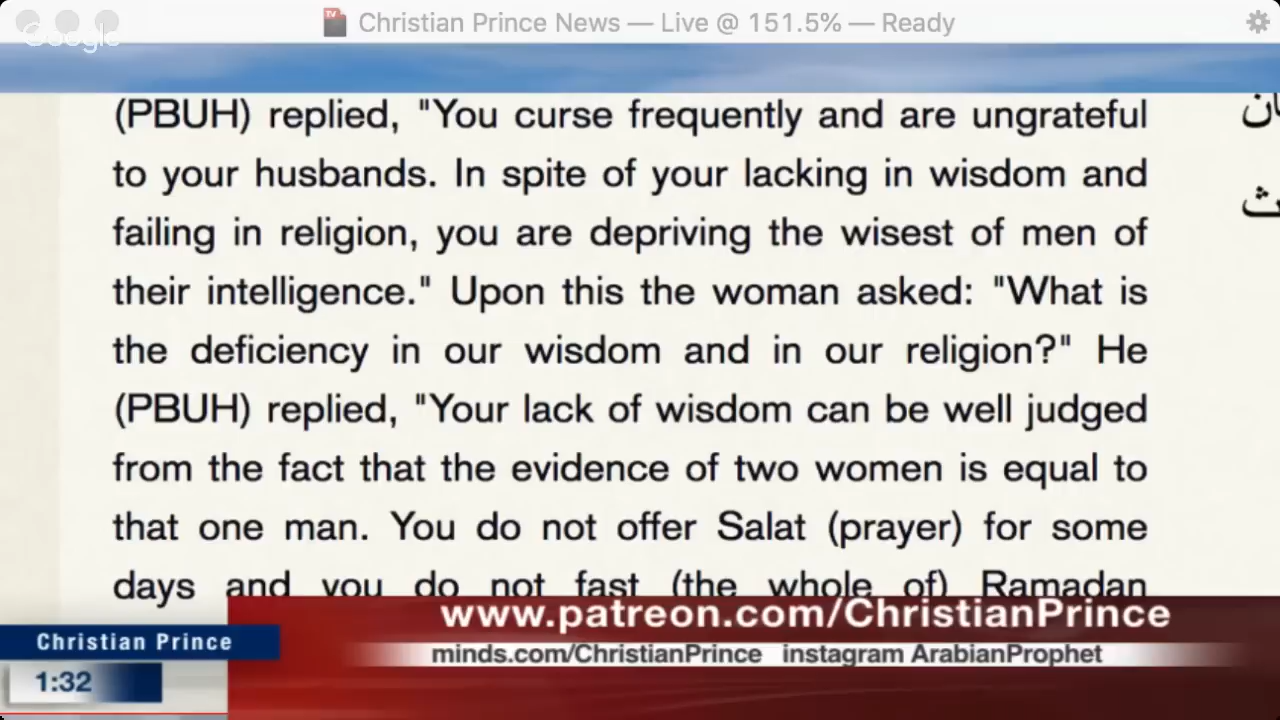 Christian Prince News — Live @ 151.5% — Ready
Google
(PBUH) replied, "You curse frequently and are ungrateful
to your husbands. In spite of your lacking in wisdom and
failing in religion, you are depriving the wisest of men of
their intelligence." Upon this the woman asked: "What is
the deficiency in our wisdom and in our religion?" He
(PBUH) replied, "Your lack of wisdom can be well judged
from the fact that the evidence of two women is equal to
that one man. You do not offer Salat (prayer) for some
days and you do not fast (the whole of) Ramadan
www.patreon.com/ChristianPrince
Christian Prince
minds.com/ChristianPrince instagram ArabianProphet
1:32